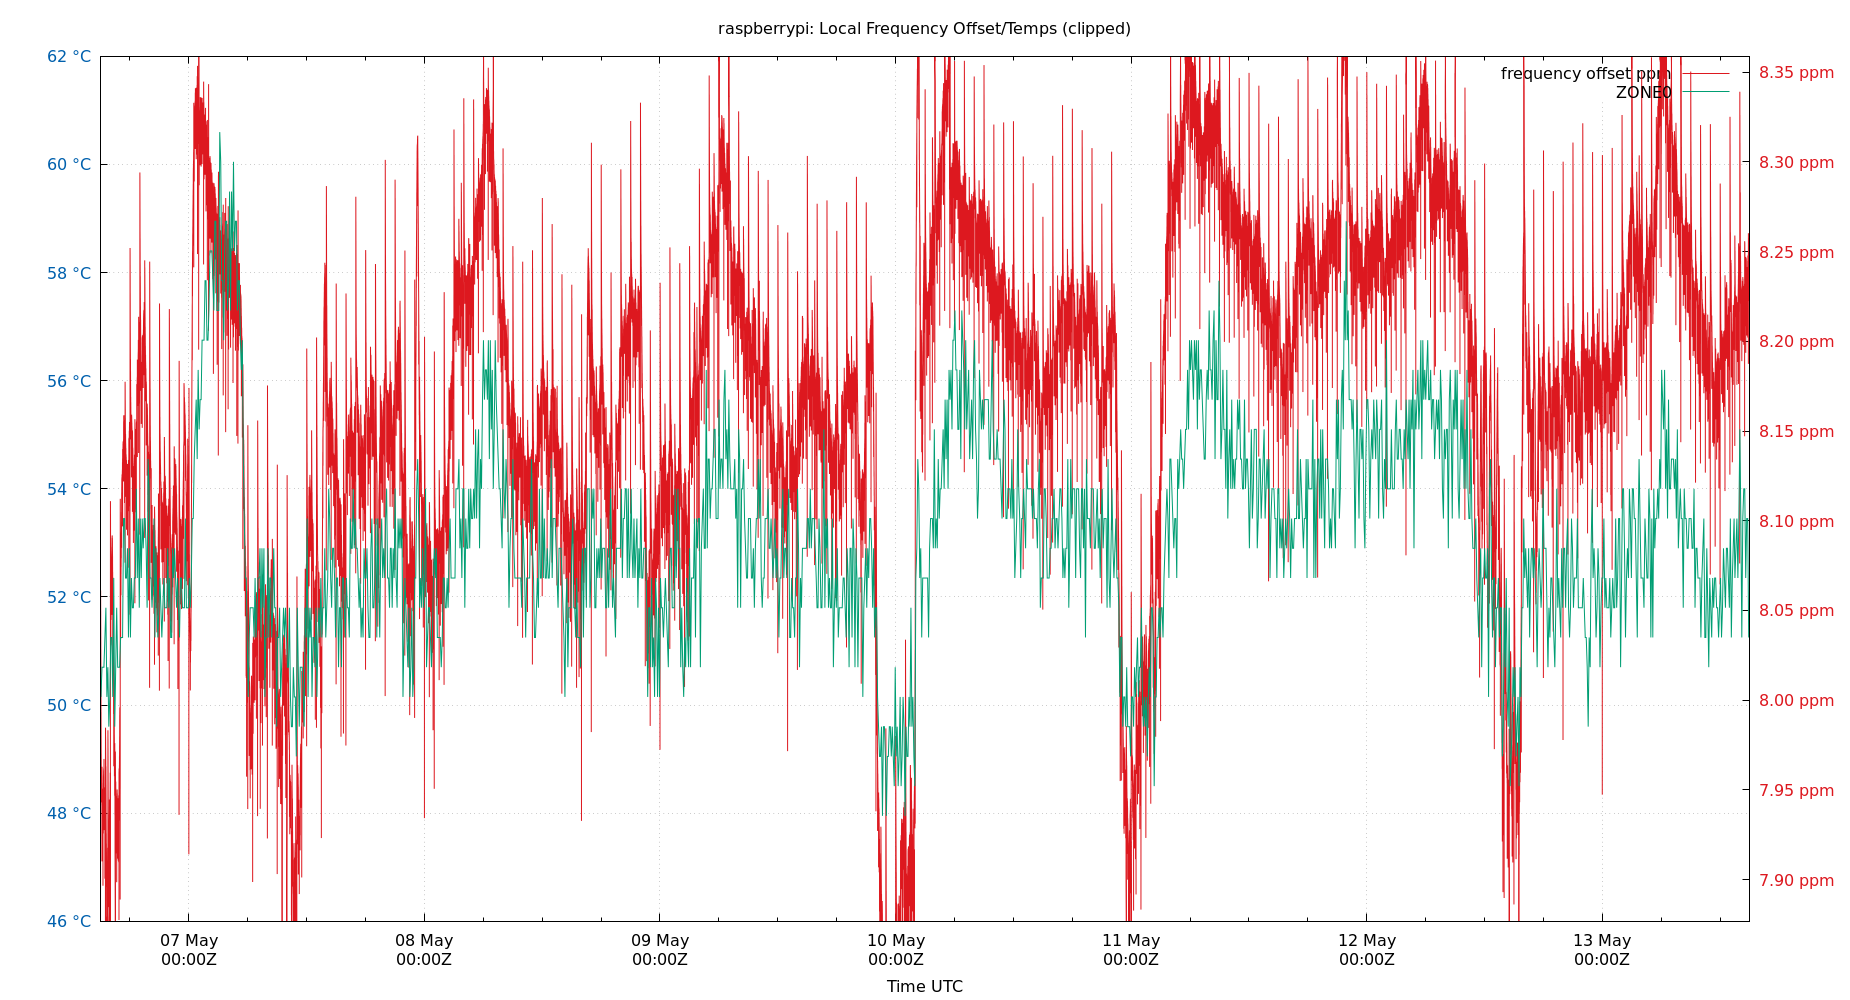 raspberrypi: Local Frequency Offset/Temps (clipped)
62 °C
60 °C
58 °C
56 °C
54 °C
52 °C
50 °C
48 °C
46 °C
frequency offset ppm
ZONE0
8.35 ppm
8.30 ppm
8.25 ppm
8.20 ppm
8.15 ppm
8.10 ppm
8.05 ppm
8.00 ppm
7.95 ppm
7.90 ppm
07 May 08 May 09 May 10 May 11 May 12 May 13 May
00:00Z 00:00Z 00:00Z 00:00Z 00:00Z 00:00Z 00:00Z
Time UTC